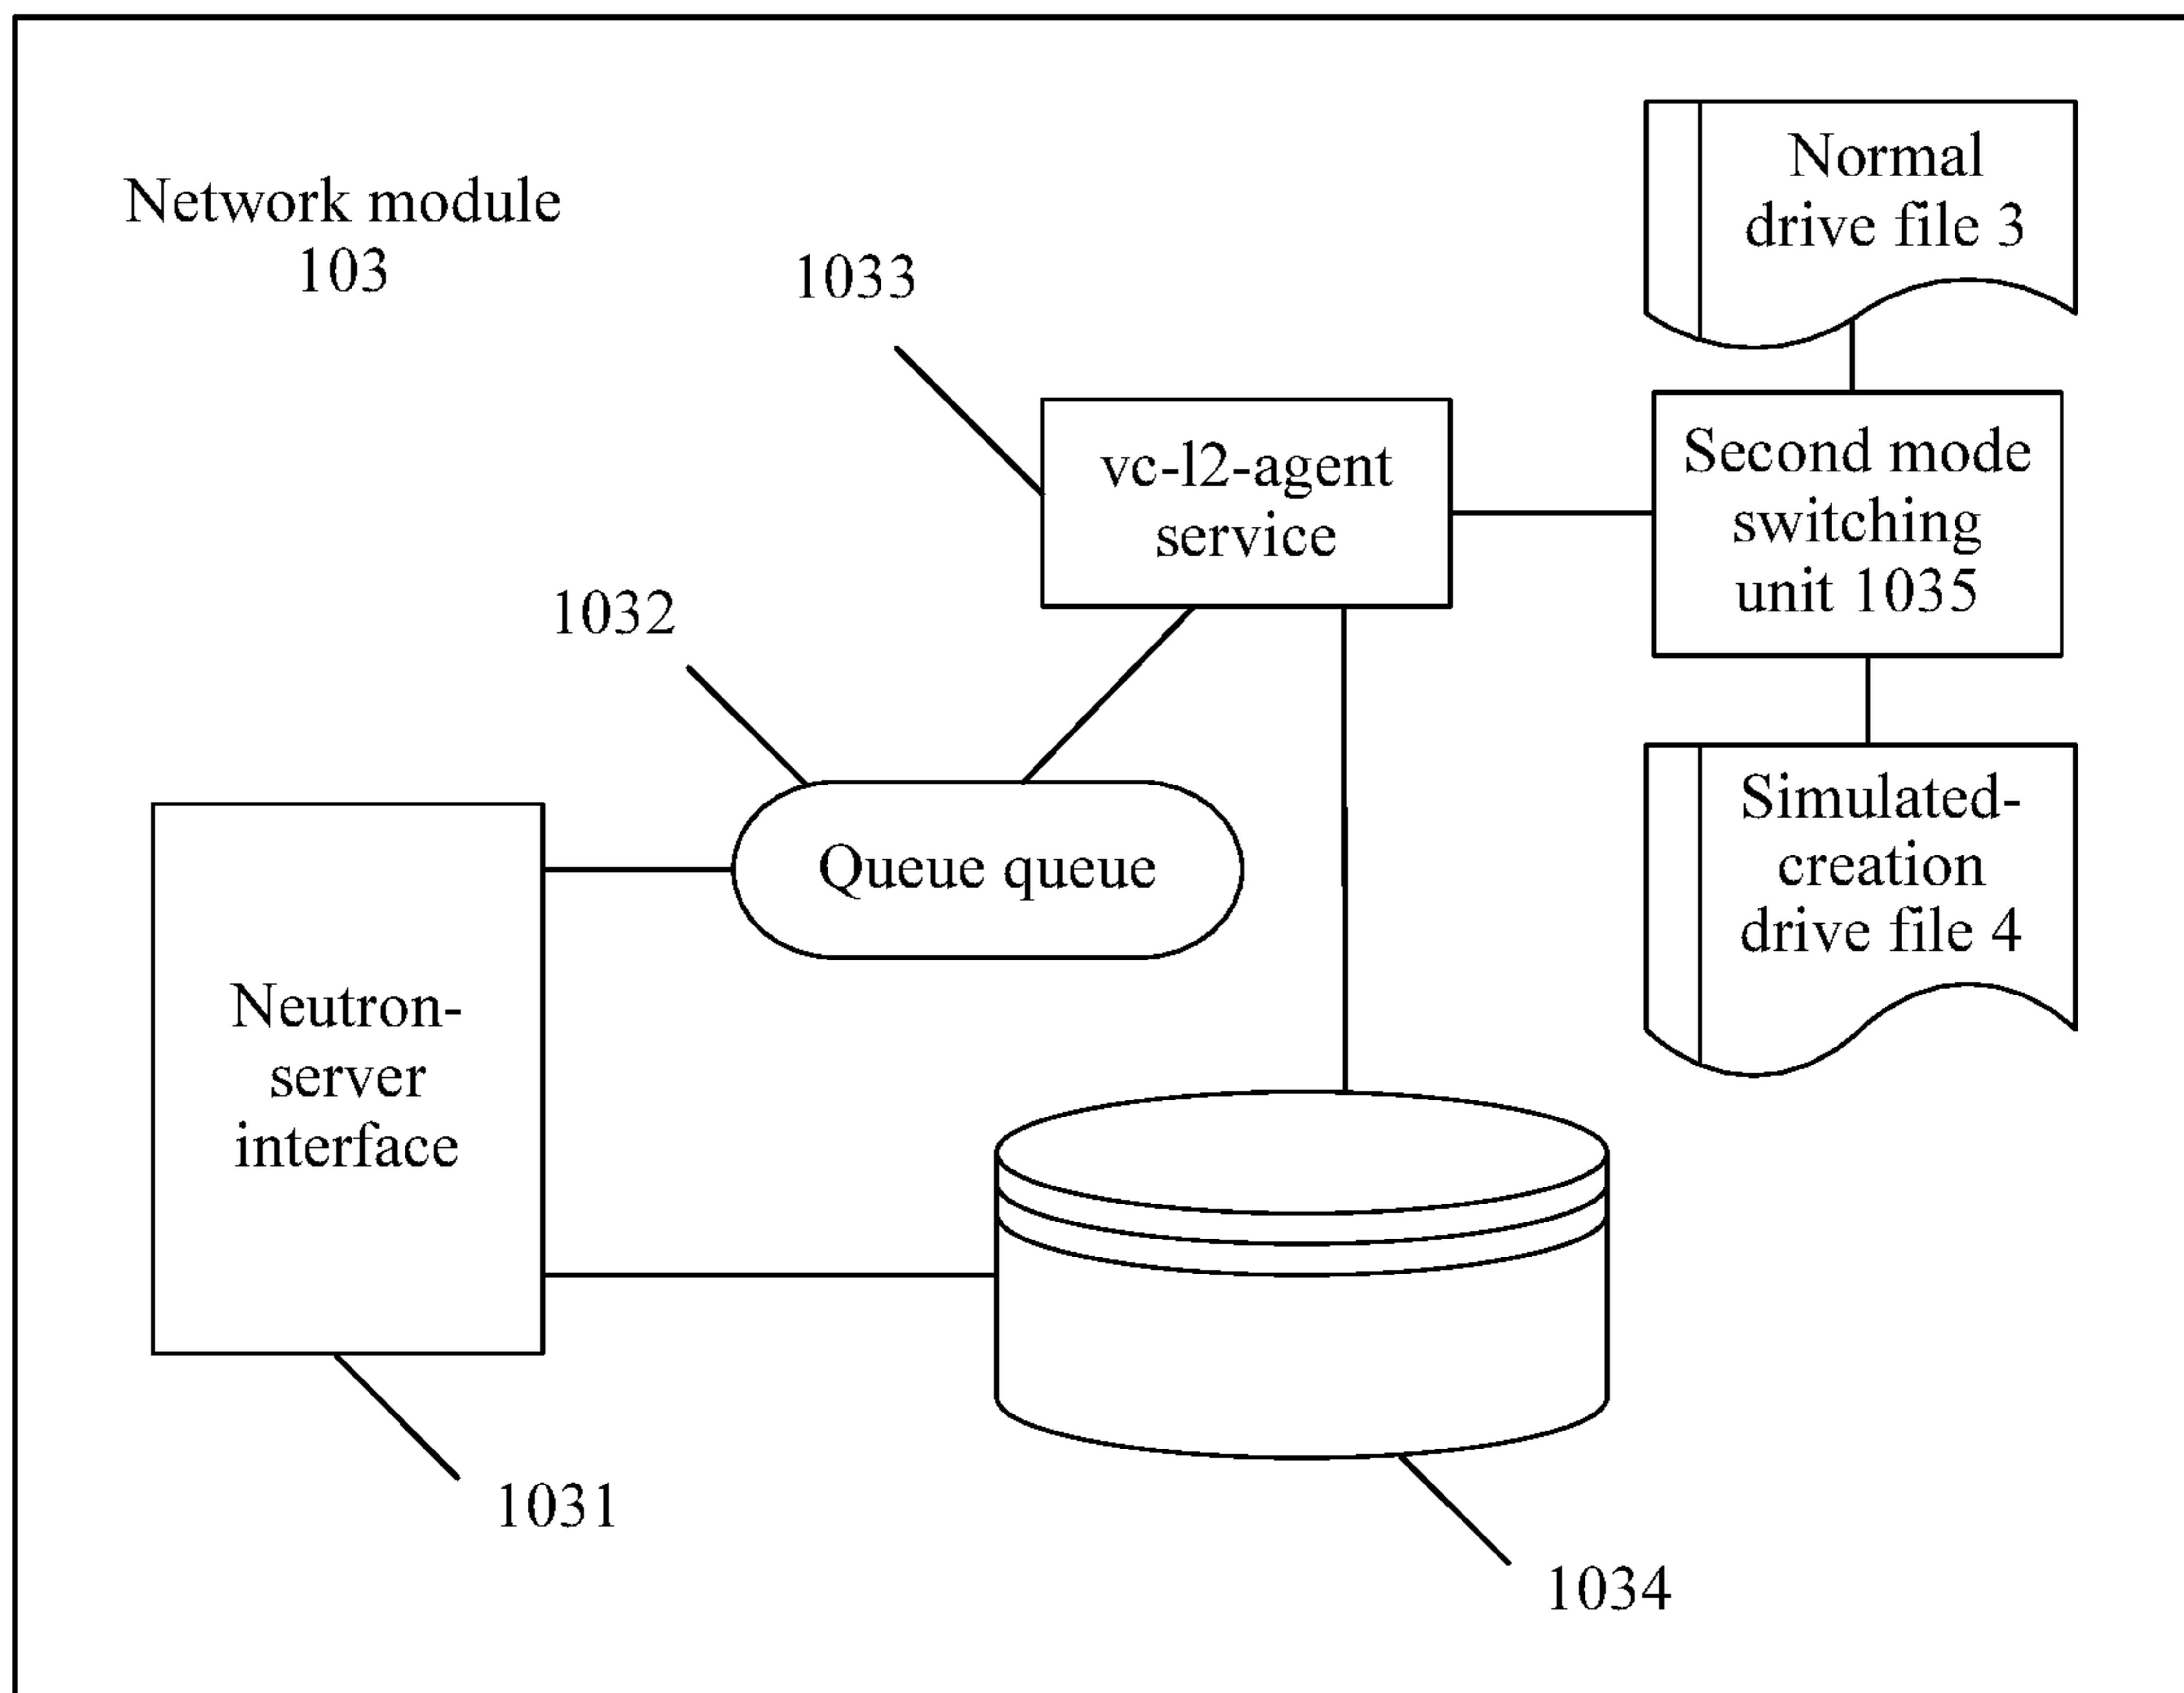 Network module
103
Normal
drive file 3
1033
vc-l2-agent
service
Second mode
switching
unit 1035
1032
Queue queue
Simulated-
creation
drive file 4
Neutron-
server
interface
1031
1034